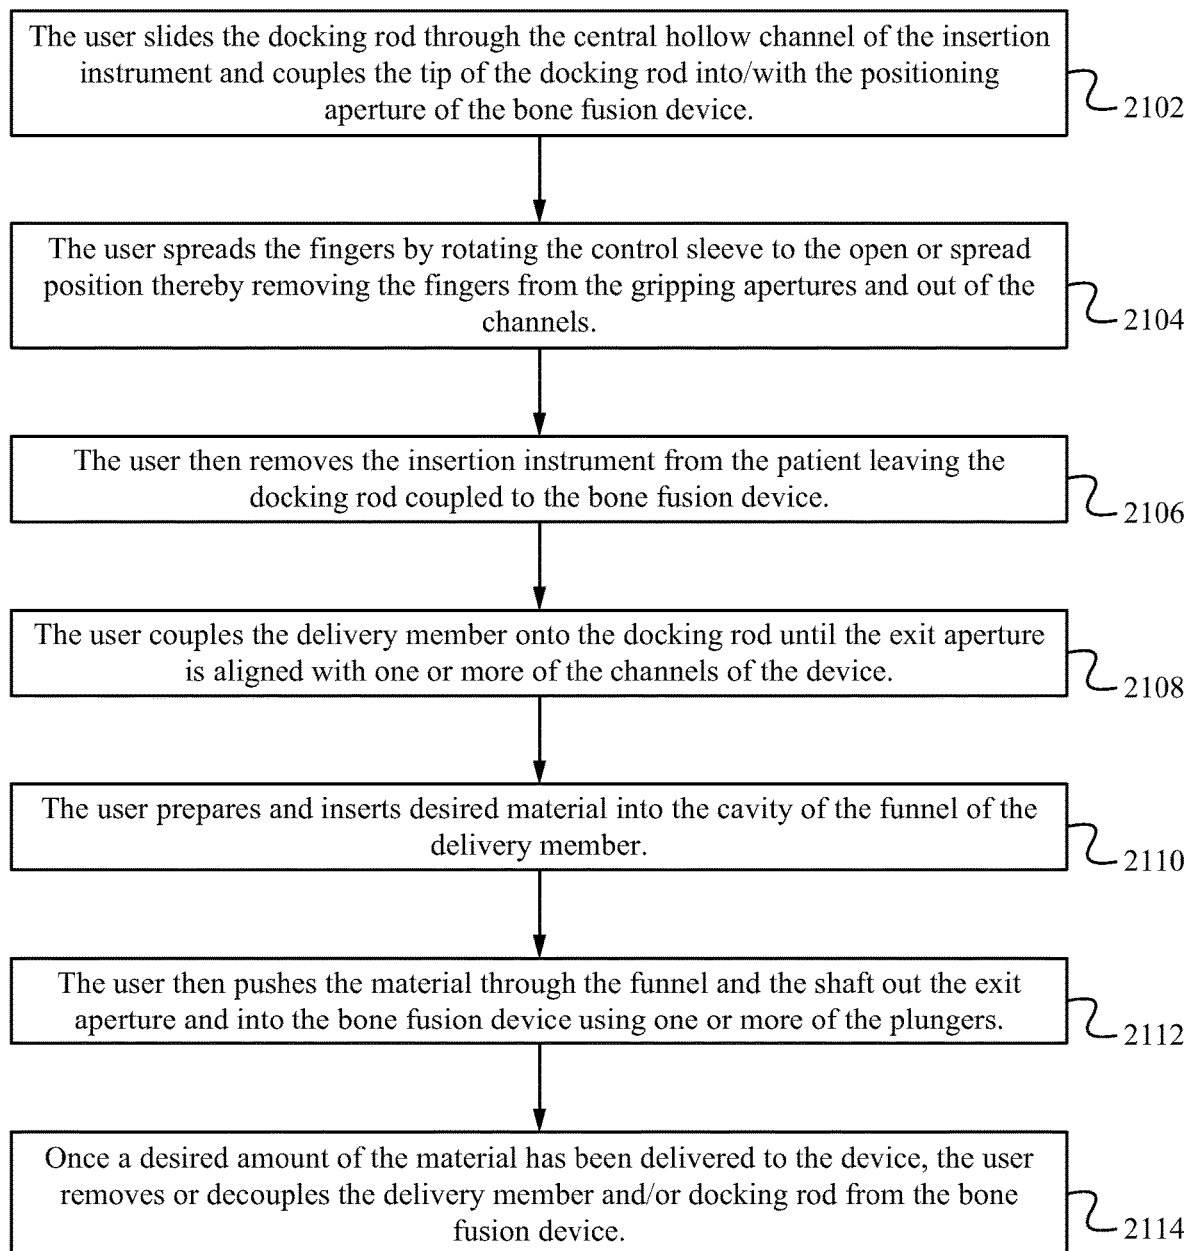 The user slides the docking rod through the central hollow channel of the insertion
instrument and couples the tip of the docking rod into/with the positioning
aperture of the bone fusion device.
2102
The user spreads the fingers by rotating the control sleeve to the open or spread
position thereby removing the fingers from the gripping apertures and out of the
channels.
2104
The user then removes the insertion instrument from the patient leaving the
docking rod coupled to the bone fusion device.
2106
The user couples the delivery member onto the docking rod until the exit aperture
is aligned with one or more of the channels of the device.
2108
The user prepares and inserts desired material into the cavity of the funnel of the
delivery member.
2110
The user then pushes the material through the funnel and the shaft out the exit
aperture and into the bone fusion device using one or more of the plungers.
2112
Once a desired amount of the material has been delivered to the device, the user
removes or decouples the delivery member and/or docking rod from the bone
fusion device.
2114